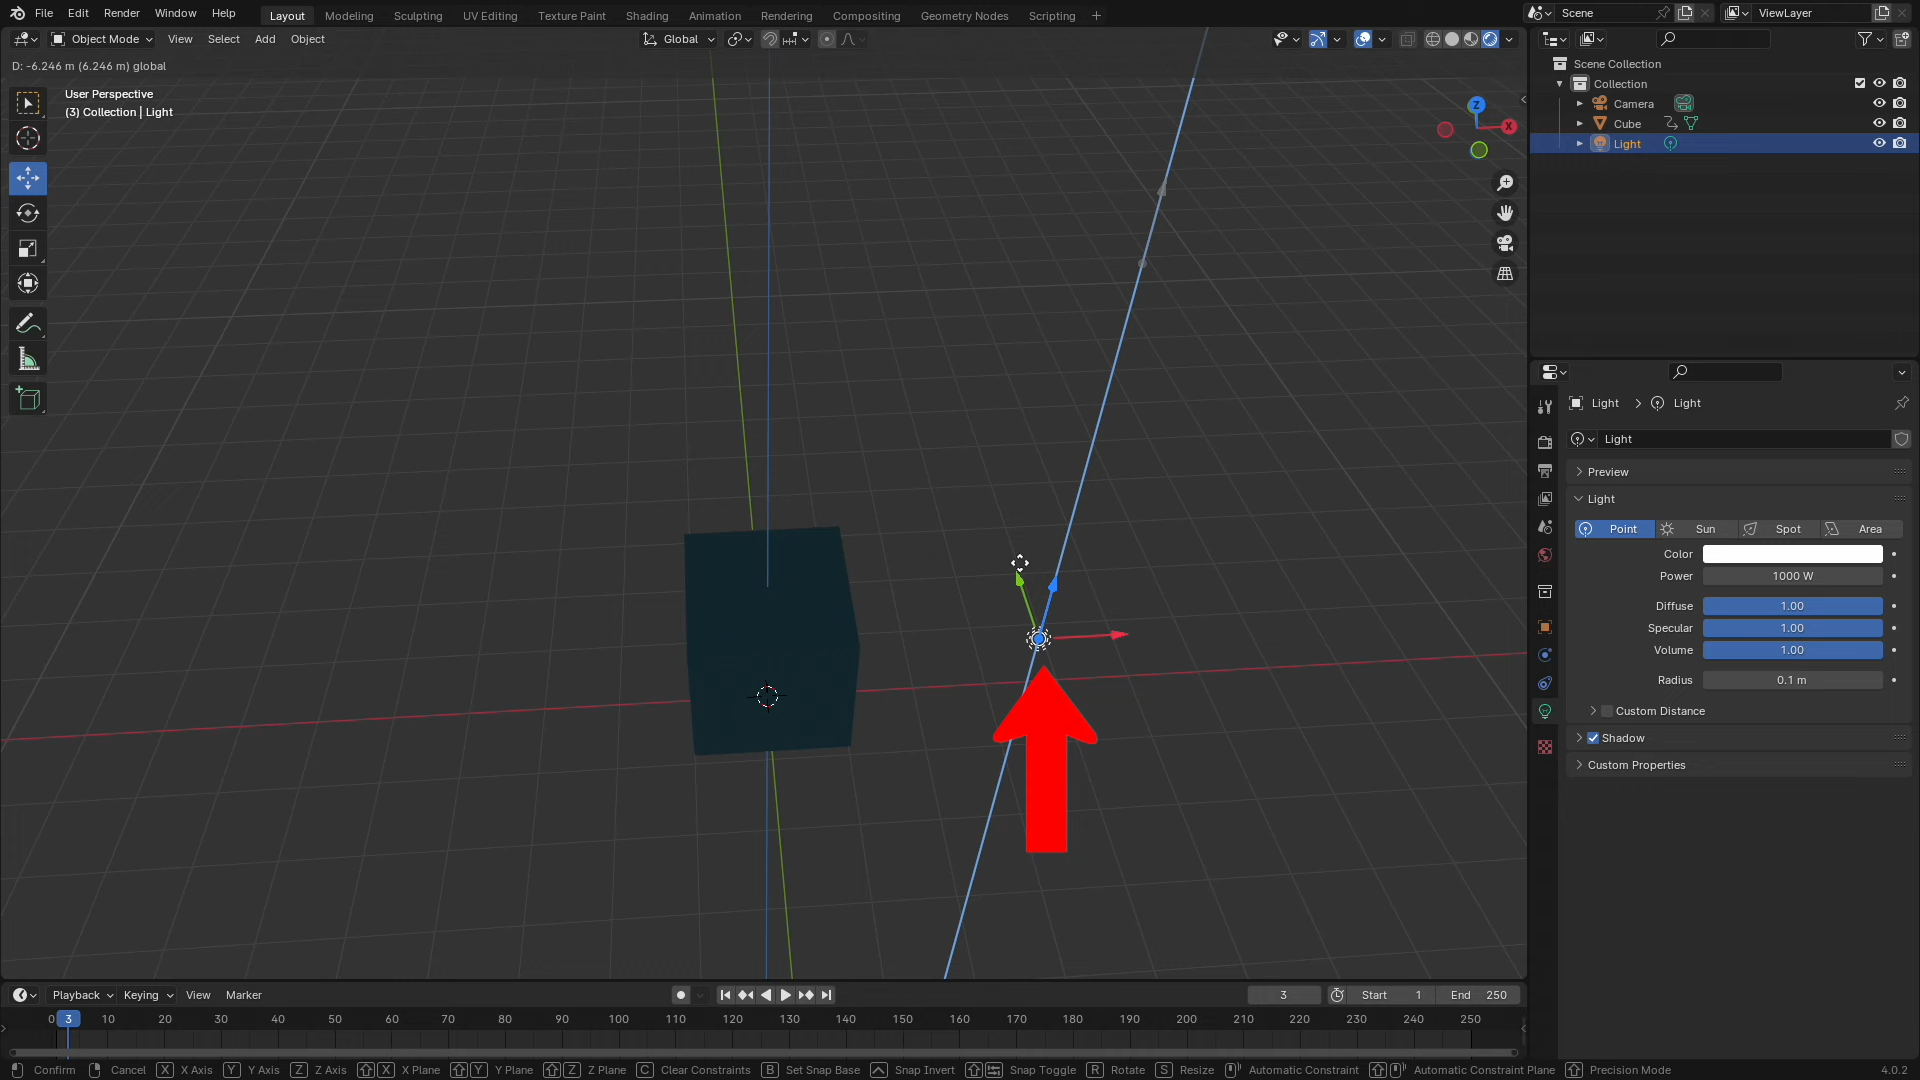 File Edit Render Window Help Layout Modeling Sculpting UV Editing Texture Paint Shading Animation Rendering Compositing Geometry Nodes Scripting + Scene ViewLayer
Object Mode View Select Add Object Global
D: -6.246 m (6.246 m) global
User Perspective
(3) Collection | Light
Z
X
Scene Collection
Collection
Camera
Cube
Light
Light > Light
Light
Preview
Light
Point Sun Spot Area
Color
Power 1000 W
Diffuse 1.00
Specular 1.00
Volume 1.00
Radius 0.1 m
Custom Distance
Shadow
Custom Properties
Playback Keying View Marker 3 Start 1 End 250
0 3 10 20 30 40 50 60 70 80 90 100 110 120 130 140 150 160 170 180 190 200 210 220 230 240 250
Confirm Cancel X X Axis Y Y Axis Z Z Axis X X Plane Y Y Plane Z Z Plane C Clear Constraints B Set Snap Base Snap Invert Snap Toggle R Rotate S Resize Automatic Constraint Automatic Constraint Plane Precision Mode 4.0.2